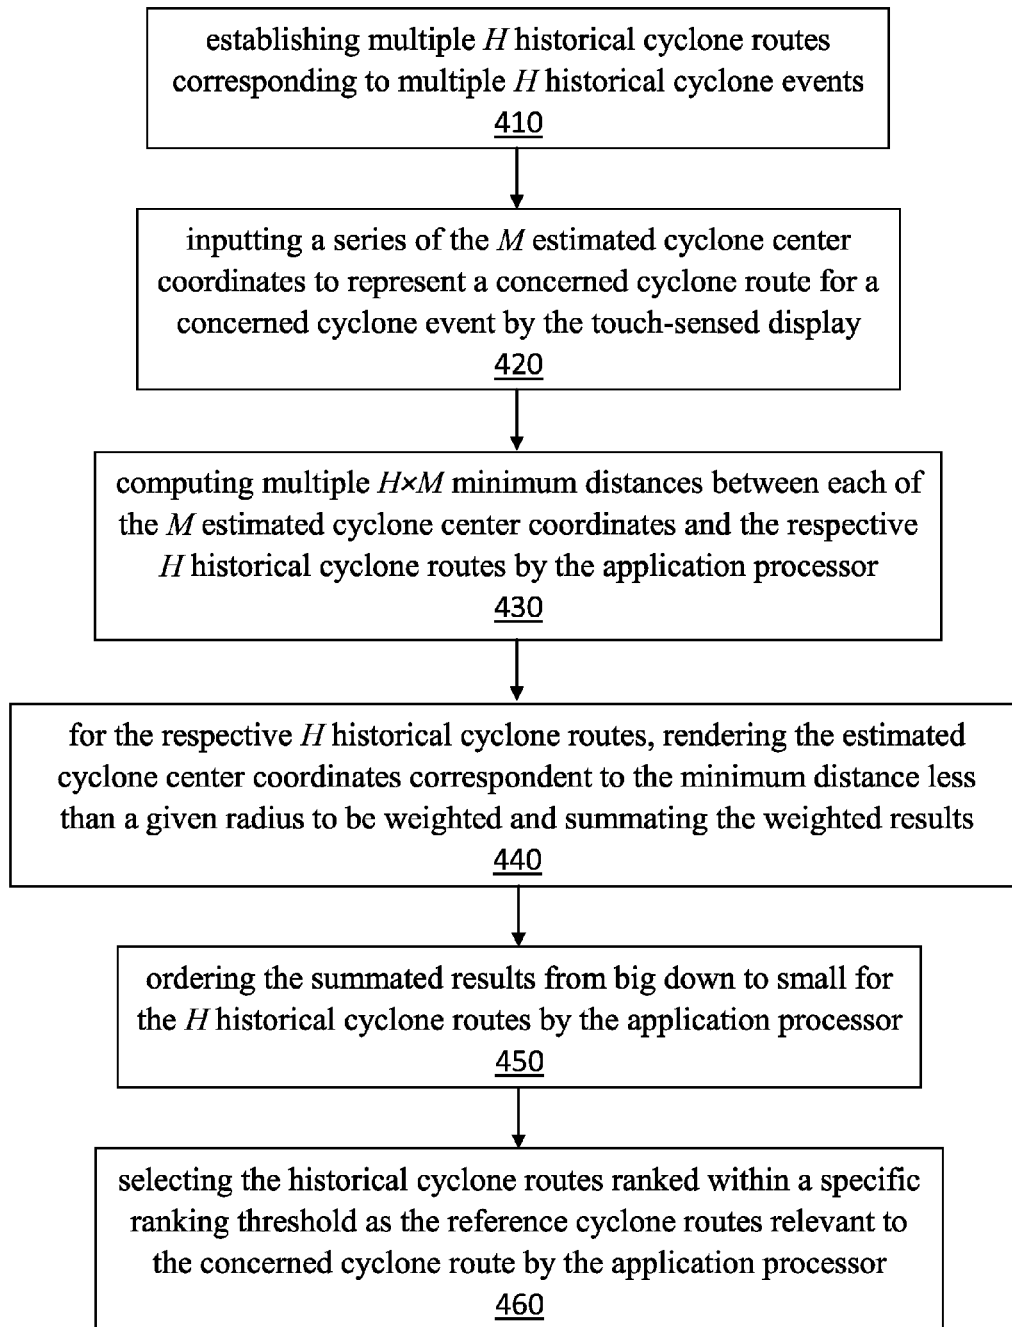 establishing multiple H historical cyclone routes
corresponding to multiple H historical cyclone events
410
inputting a series of the M estimated cyclone center
coordinates to represent a concerned cyclone route for a
concerned cyclone event by the touch-sensed display
420
computing multiple H×M minimum distances between each of
the M estimated cyclone center coordinates and the respective
H historical cyclone routes by the application processor
430
for the respective H historical cyclone routes, rendering the estimated
cyclone center coordinates correspondent to the minimum distance less
than a given radius to be weighted and summating the weighted results
440
ordering the summated results from big down to small for
the H historical cyclone routes by the application processor
450
selecting the historical cyclone routes ranked within a specific
ranking threshold as the reference cyclone routes relevant to
the concerned cyclone route by the application processor
460